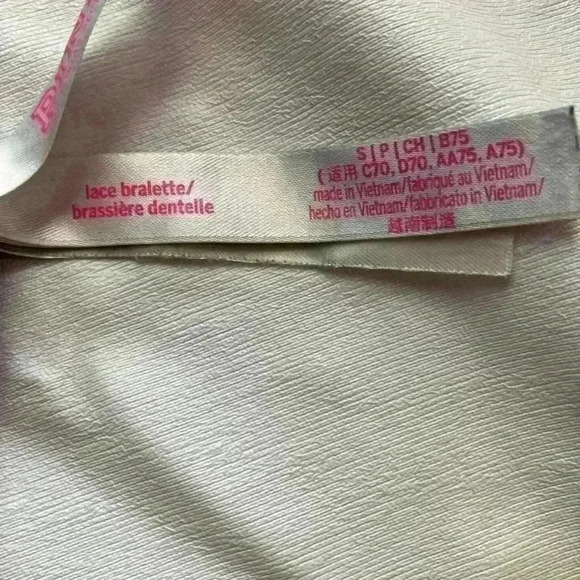 lace bralette/
brassière dentelle
S | P | CH | B75
( 适用 C70, D70, AA75, A75)
made in Vietnam/fabriqué au Vietnam/
hecho en Vietnam/fabricato in Vietnam/
越南制造